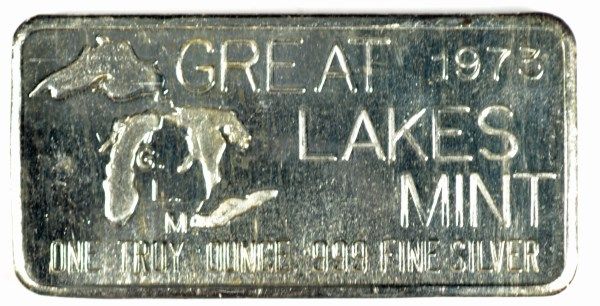 GREAT 1973
LAKES
MINT
G.
L.
M
ONE TROY OUNCE 999 FINE SILVER